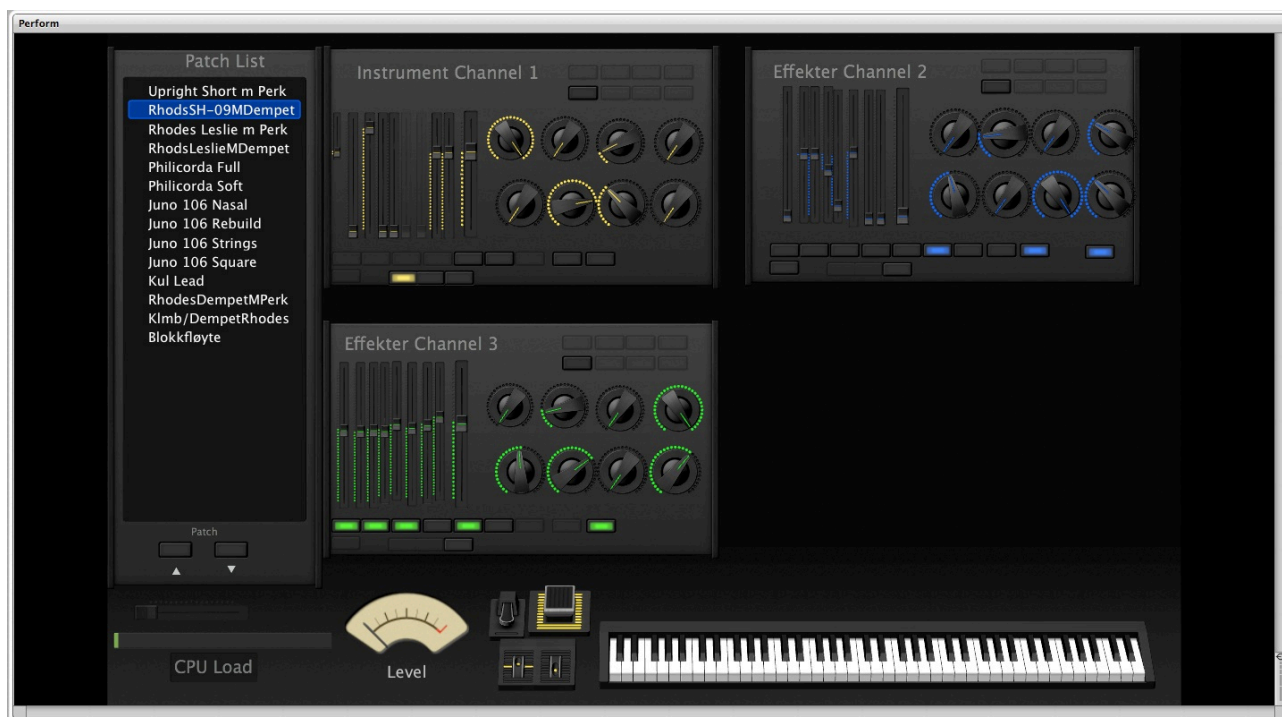 Perform
Patch List
Upright Short m Perk
RhodsSH-09MDempet
Rhodes Leslie m Perk
RhodsLeslieMDempet
Philicorda Full
Philicorda Soft
Juno 106 Nasal
Juno 106 Rebuild
Juno 106 Strings
Juno 106 Square
Kul Lead
RhodesDempetMPerk
Klmb/DempetRhodes
Blokkfløyte
Patch
Instrument Channel 1
Effekter Channel 2
Effekter Channel 3
CPU Load
Level